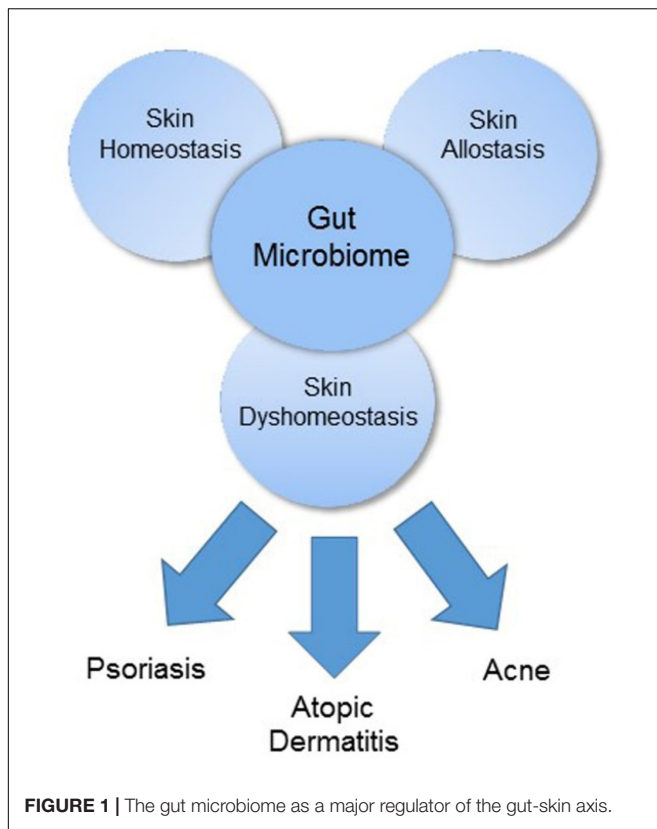 Skin
Homeostasis
Skin
Allostasis
Gut
Microbiome
Skin
Dyshomeostasis
Psoriasis
Atopic
Dermatitis
Acne
FIGURE 1 | The gut microbiome as a major regulator of the gut-skin axis.